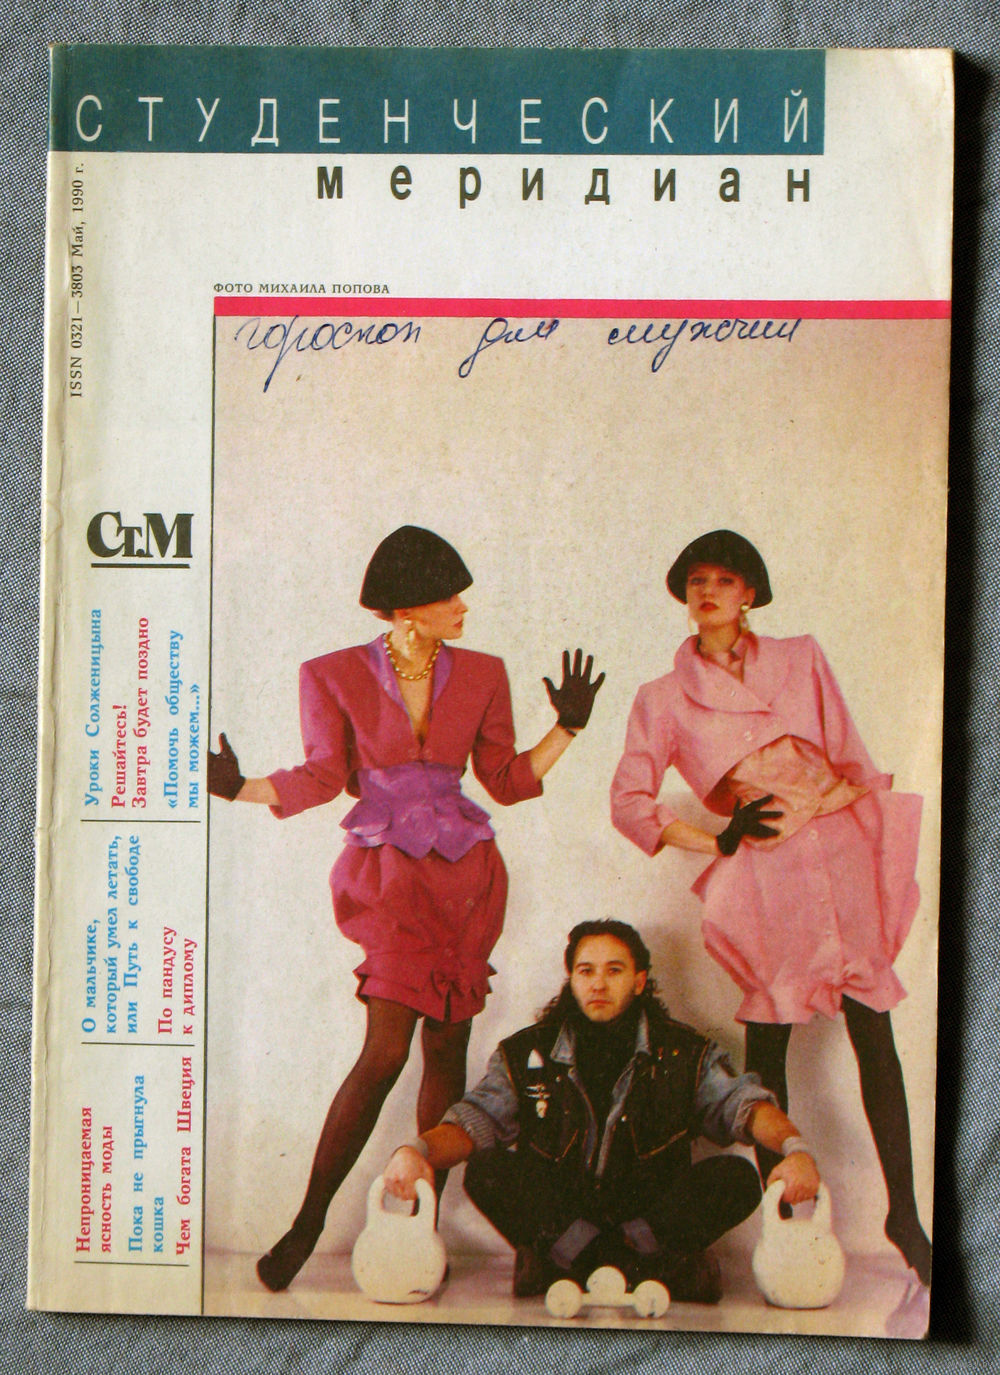 СТУДЕНЧЕСКИЙ
меридиан
ISSN 0321—3803 Май, 1990 г.
ФОТО МИХАИЛА ПОПОВА
гороскоп для мужчин
Ст.М
Уроки Солженицына
Решайтесь!
Завтра будет поздно
«Помочь обществу
мы можем...»
О мальчике,
который умел летать,
или Путь к свободе
По пандусу
к диплому
Непроницаемая
ясность моды
Пока не прыгнула
кошка
Чем богата Швеция